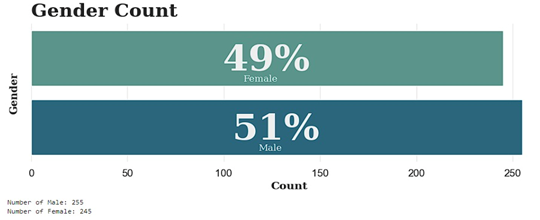 Gender Count
49%
Female
Gender
51%
Male
0 50 100 150 200 250
Count
Number of Male: 255
Number of Female: 245